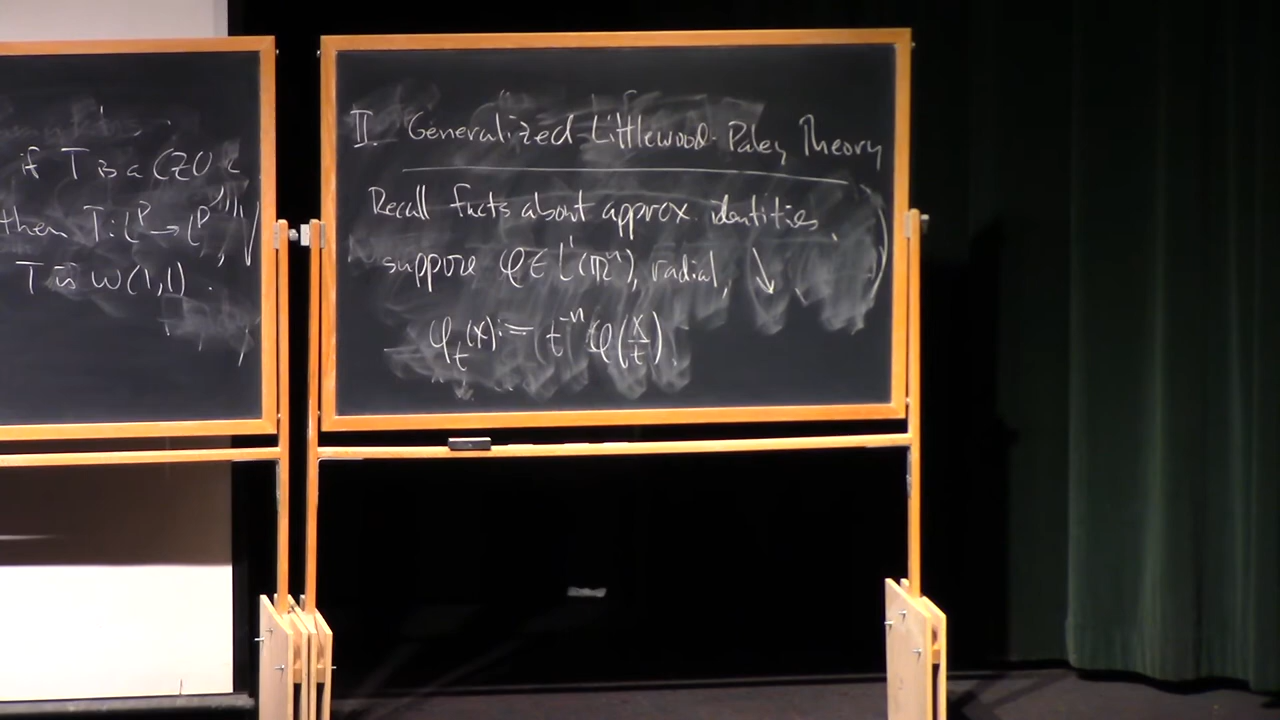 if T is a CZO
then T: L^p → L^p,
T is W(1,1).
II. Generalized Littlewood-Paley Theory
Recall facts about approx. identities.
suppose φ ∈ L^1(ℝ^n), radial, ↘
φ_t(x) := t^{-n} φ(x/t).